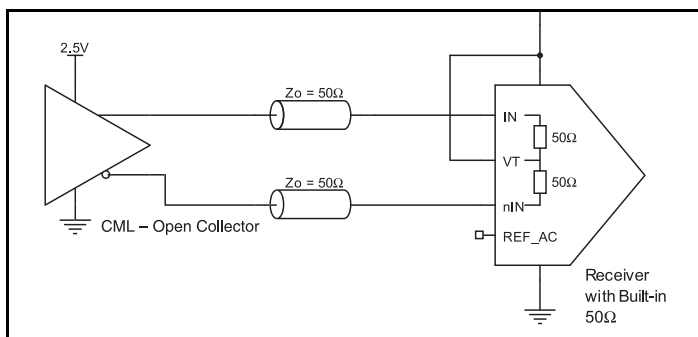 2.5V
Zo = 50Ω
IN
50Ω
VT
Zo = 50Ω
50Ω
nIN
CML – Open Collector
REF_AC
Receiver
with Built-in
50Ω